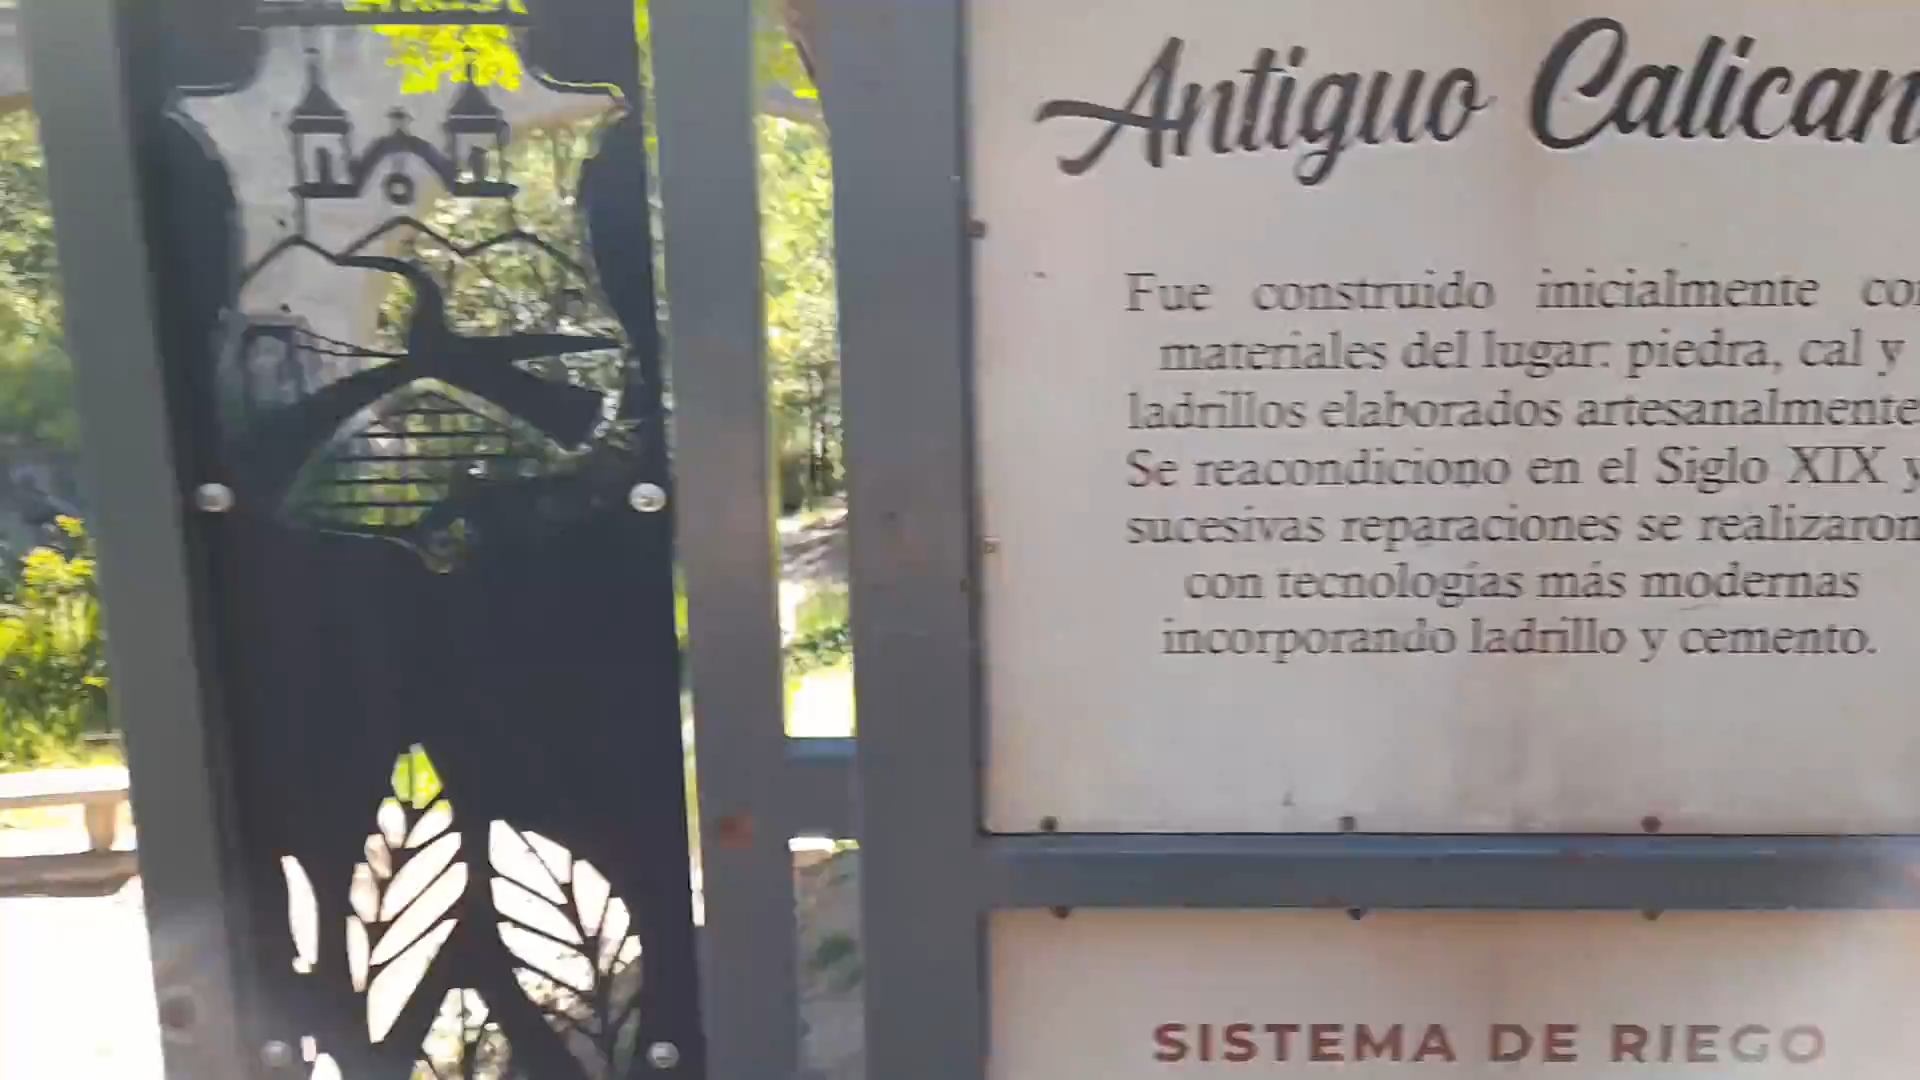 Antiguo Calican
Fue construido inicialmente con
materiales del lugar: piedra, cal y
ladrillos elaborados artesanalmente
Se reacondiciono en el Siglo XIX y
sucesivas reparaciones se realizaron
con tecnologías más modernas
incorporando ladrillo y cemento.
SISTEMA DE RIEGO